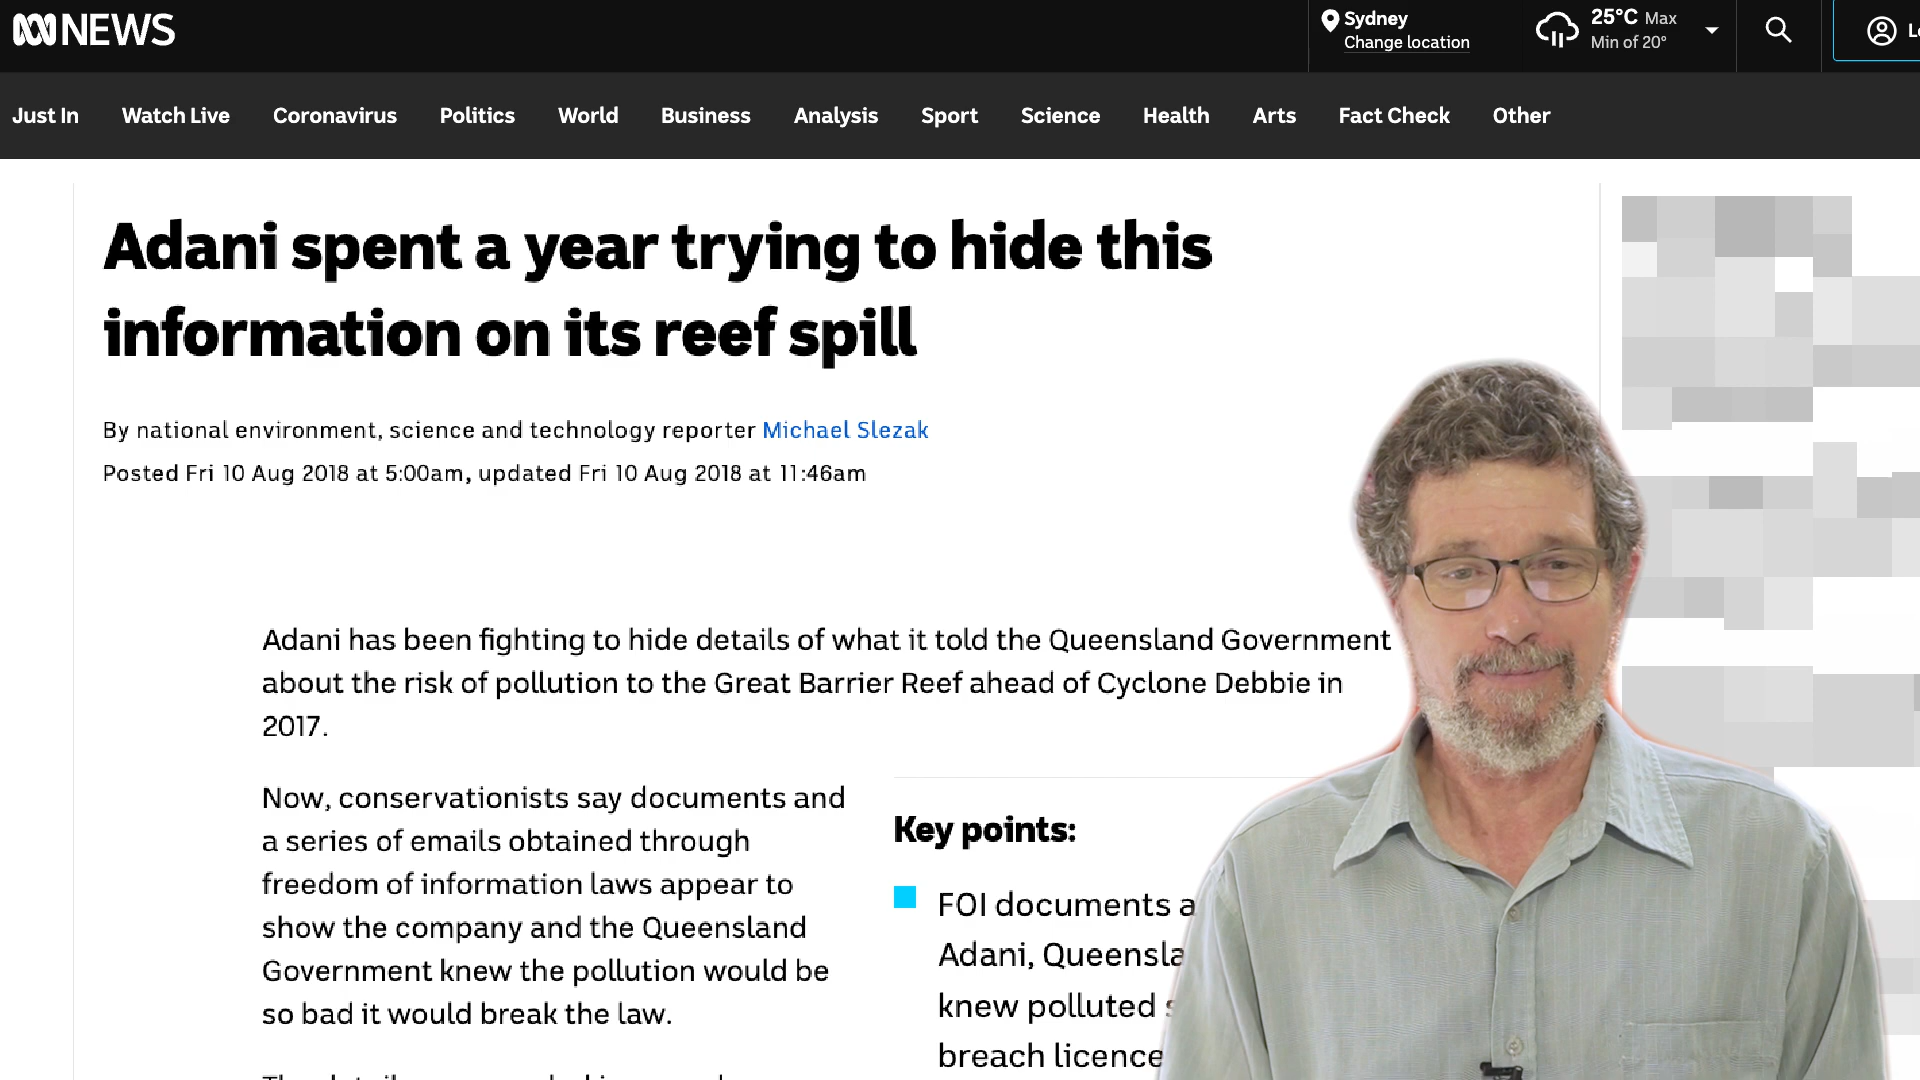 NEWS
Sydney
Change location
25°C Max
Min of 20°
Just In Watch Live Coronavirus Politics World Business Analysis Sport Science Health Arts Fact Check Other
Adani spent a year trying to hide this
information on its reef spill
By national environment, science and technology reporter Michael Slezak
Posted Fri 10 Aug 2018 at 5:00am, updated Fri 10 Aug 2018 at 11:46am
Adani has been fighting to hide details of what it told the Queensland Government
about the risk of pollution to the Great Barrier Reef ahead of Cyclone Debbie in
2017.
Now, conservationists say documents and
a series of emails obtained through
freedom of information laws appear to
show the company and the Queensland
Government knew the pollution would be
so bad it would break the law.
Key points:
FOI documents
Adani,
knew polluted
breach licence